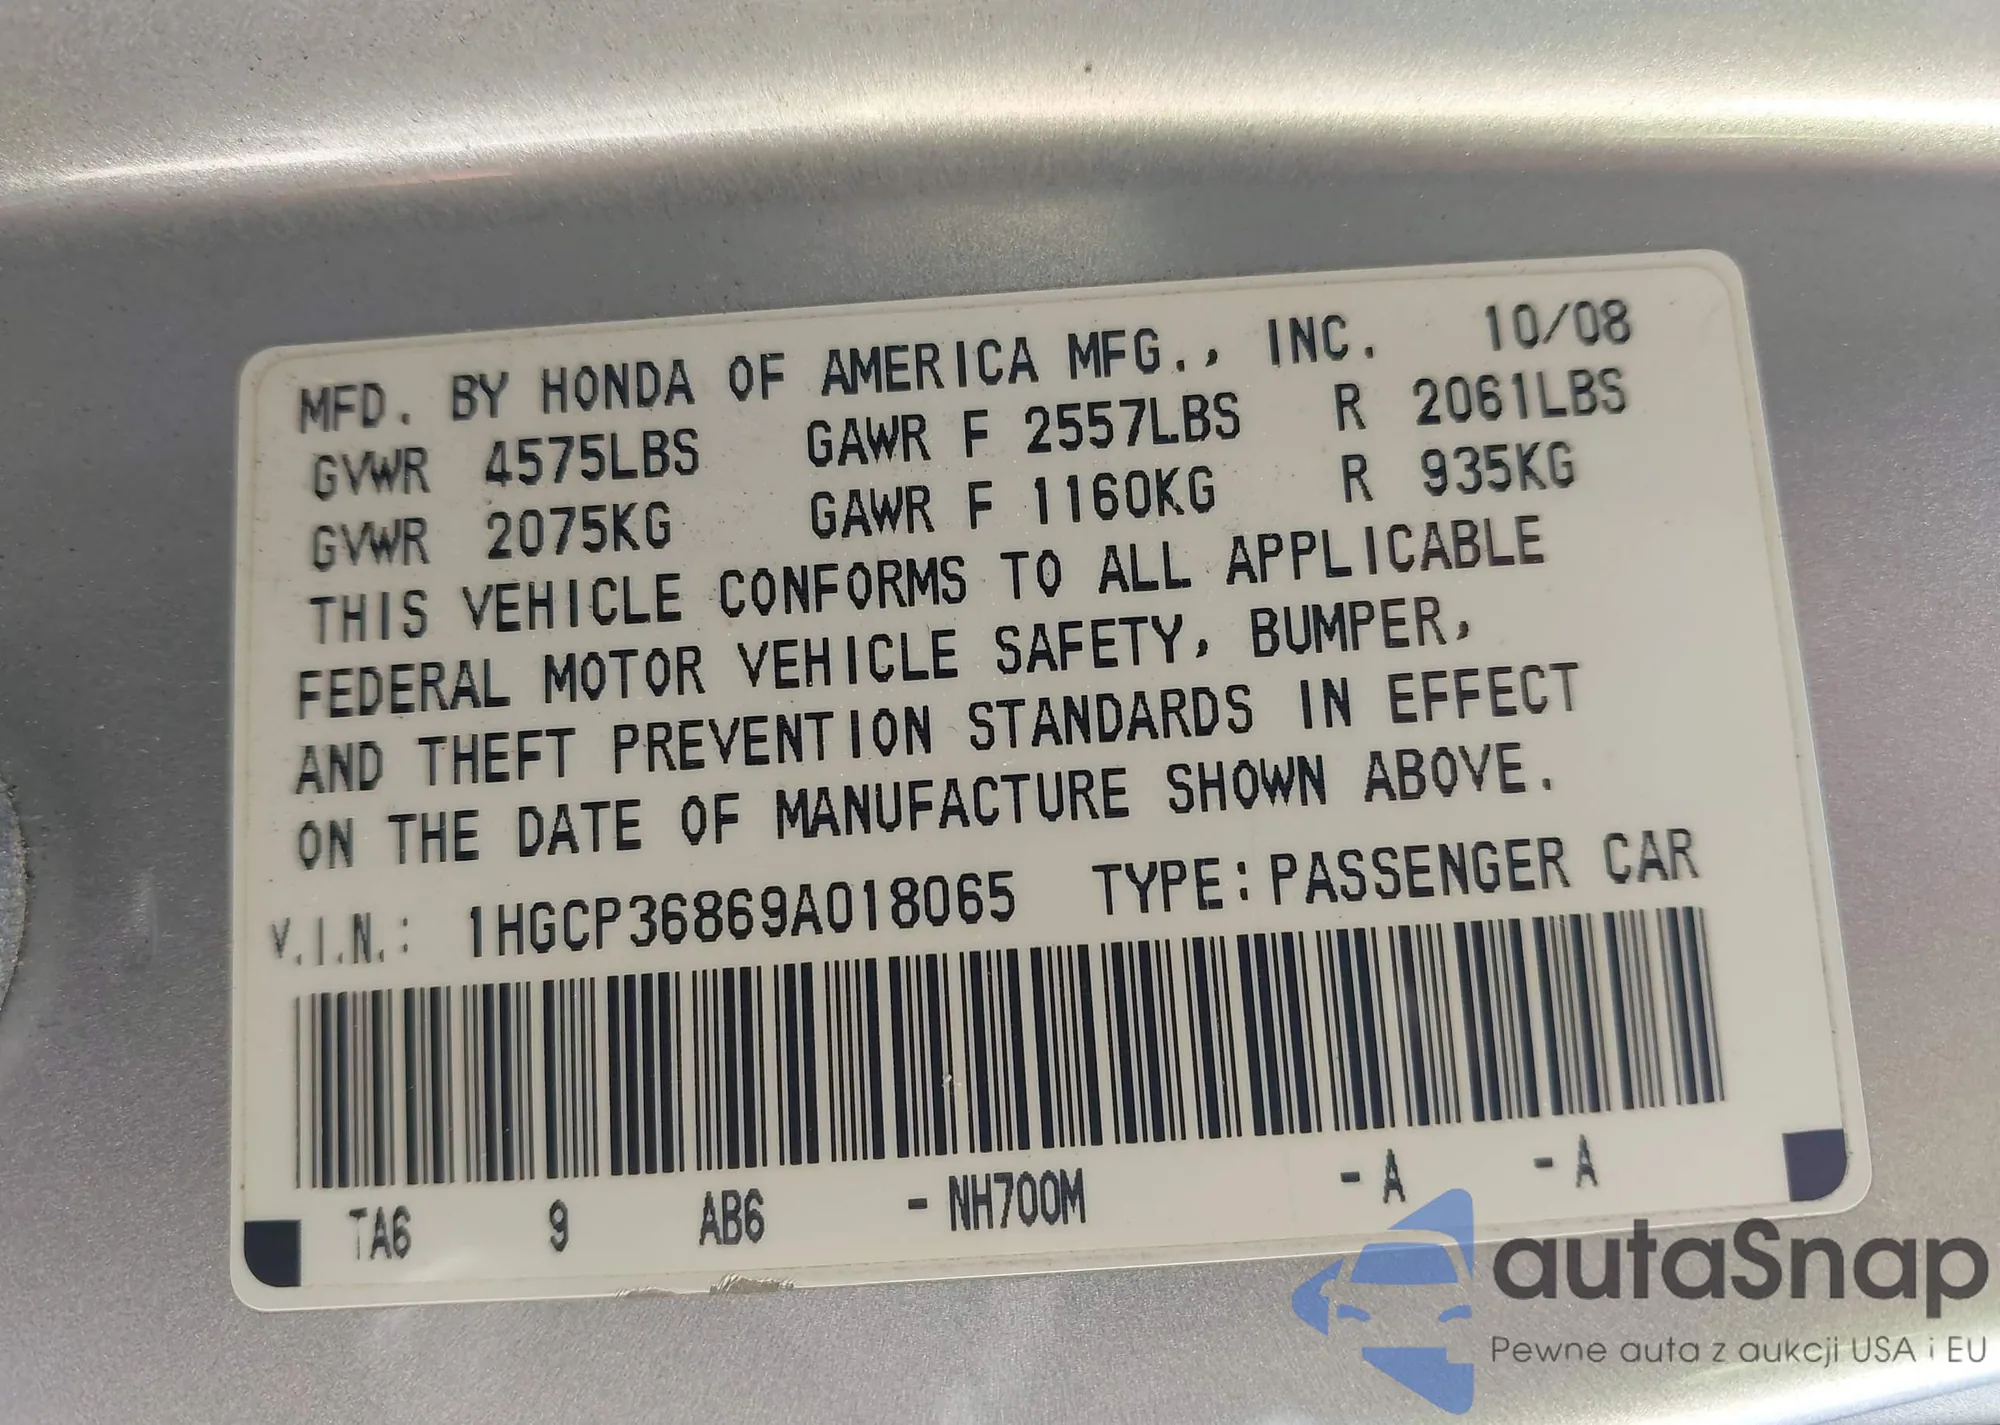 MFD. BY HONDA OF AMERICA MFG., INC. 10/08
GVWR 4575LBS GAWR F 2557LBS R 2061LBS
GVWR 2075KG GAWR F 1160KG R 935KG
THIS VEHICLE CONFORMS TO ALL APPLICABLE
FEDERAL MOTOR VEHICLE SAFETY, BUMPER,
AND THEFT PREVENTION STANDARDS IN EFFECT
ON THE DATE OF MANUFACTURE SHOWN ABOVE.
V.I.N.: 1HGCP36869A018065 TYPE:PASSENGER CAR
TA6 9 AB6 -NH700M -A -A
autaSnap
Pewne auta z aukcji USA i EU